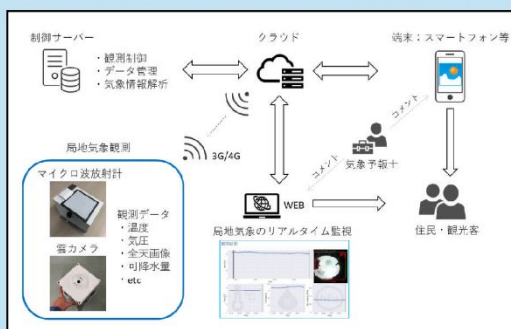 制御サーバー
・観測制御
・データ管理
・気象情報解析
クラウド
端末：スマートフォン等
3G/4G
コメント
コメント
気象予報士
局地気象観測
マイクロ波放射計
雲カメラ
観測データ
・温度
・気圧
・全天画像
・可降水量
・etc
WEB
局地気象のリアルタイム監視
住民・観光客